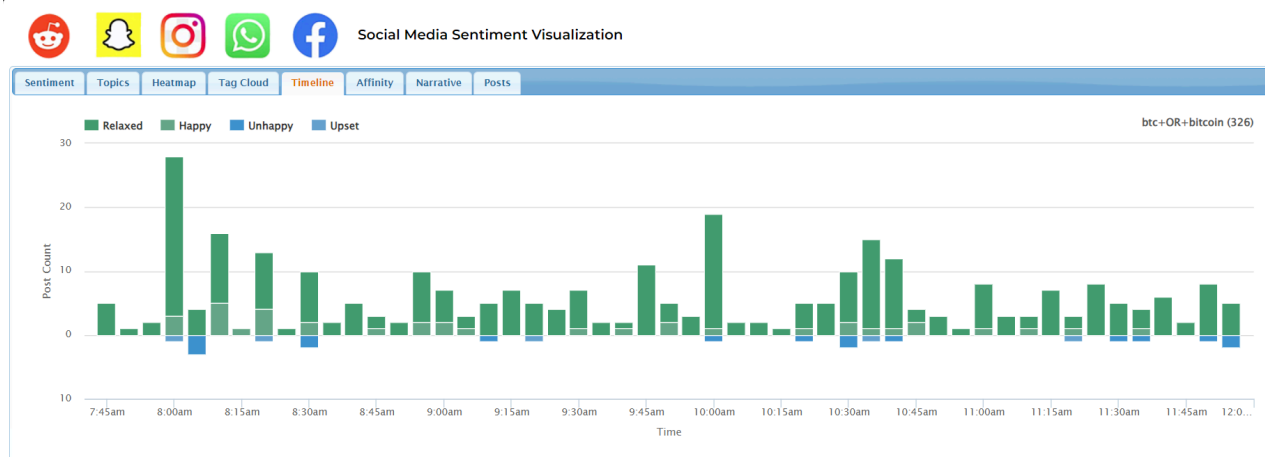 Social Media Sentiment Visualization
Sentiment Topics Heatmap Tag Cloud Timeline Affinity Narrative Posts
Relaxed Happy Unhappy Upset
btc+OR+bitcoin (326)
30
20
10
0
10
Post Count
7:45am 8:00am 8:15am 8:30am 8:45am 9:00am 9:15am 9:30am 9:45am 10:00am 10:15am 10:30am 10:45am 11:00am 11:15am 11:30am 11:45am 12:0...
Time